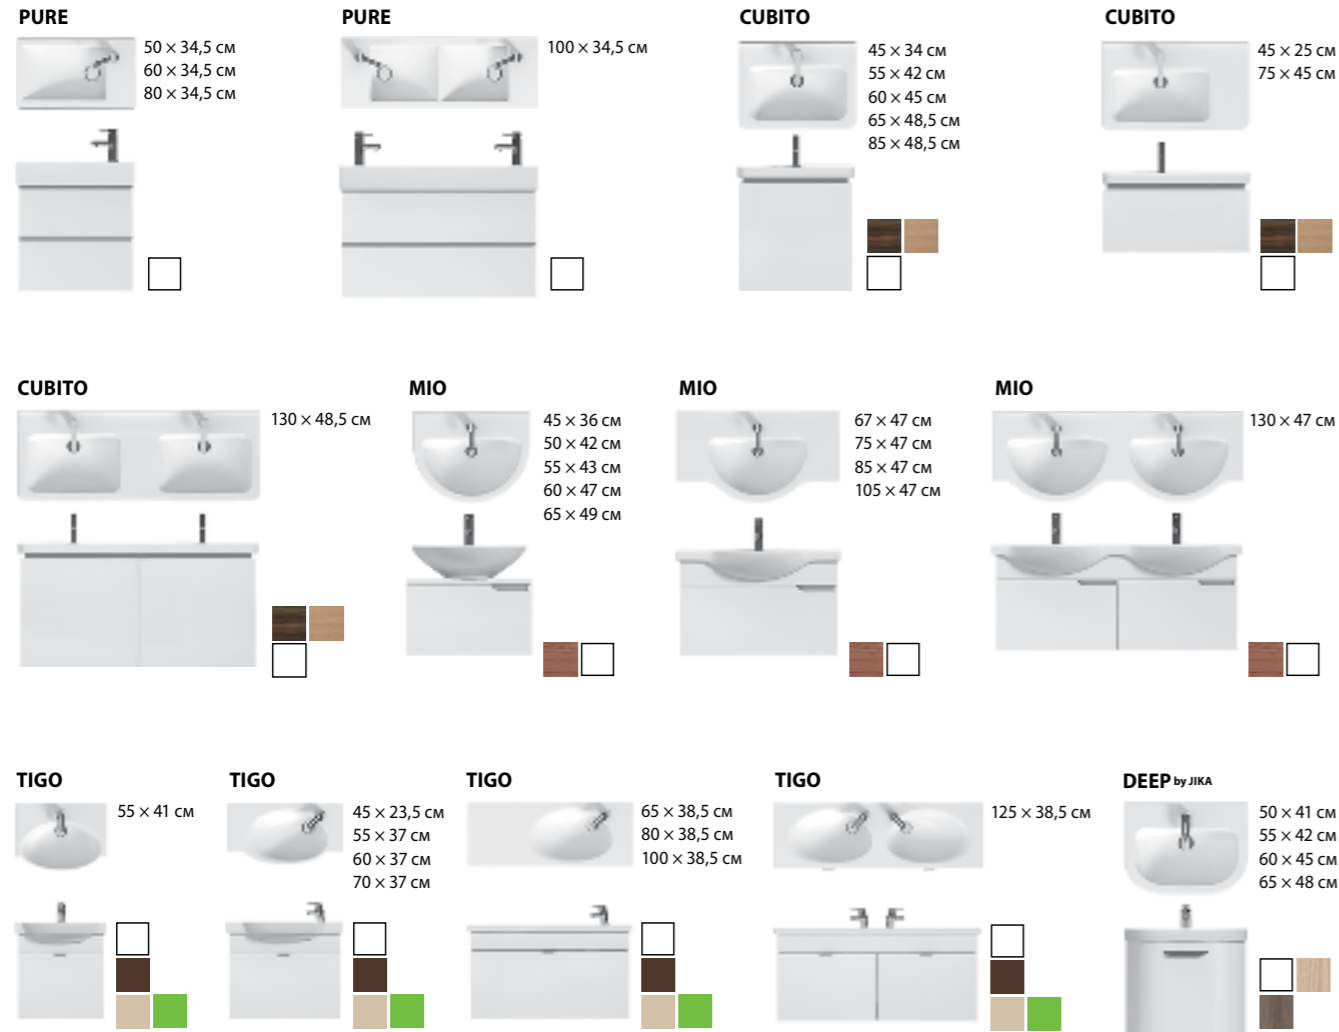 PURE
50 × 34,5 см
60 × 34,5 см
80 × 34,5 см
PURE
100 × 34,5 см
CUBITO
45 × 34 см
55 × 42 см
60 × 45 см
65 × 48,5 см
85 × 48,5 см
CUBITO
45 × 25 см
75 × 45 см
CUBITO
130 × 48,5 см
MIO
45 × 36 см
50 × 42 см
55 × 43 см
60 × 47 см
65 × 49 см
MIO
67 × 47 см
75 × 47 см
85 × 47 см
105 × 47 см
MIO
130 × 47 см
TIGO
55 × 41 см
TIGO
45 × 23,5 см
55 × 37 см
60 × 37 см
70 × 37 см
TIGO
65 × 38,5 см
80 × 38,5 см
100 × 38,5 см
TIGO
125 × 38,5 см
DEEP by JIKA
50 × 41 см
55 × 42 см
60 × 45 см
65 × 48 см